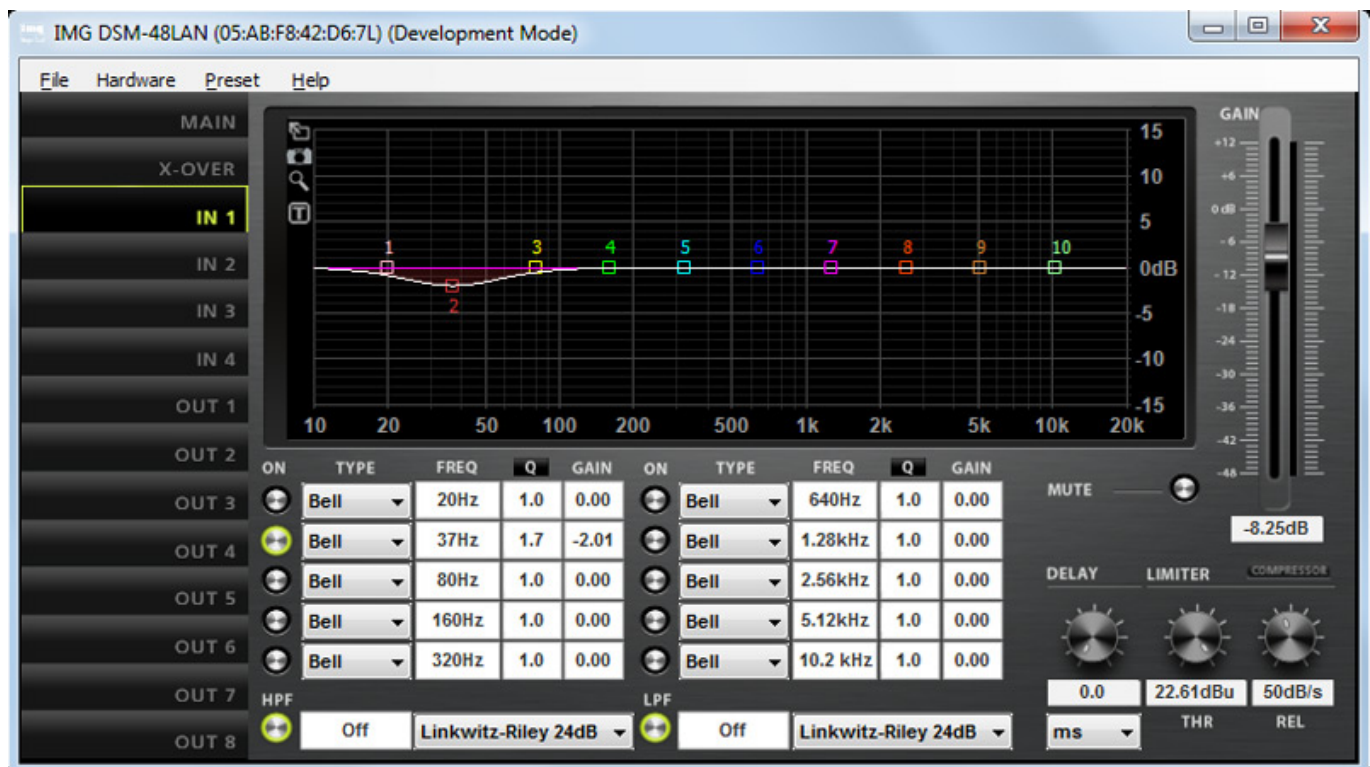 IMG DSM-48LAN (05:AB:F8:42:D6:7L) (Development Mode)
File Hardware Preset Help
MAIN
X-OVER
IN 1
IN 2
IN 3
IN 4
OUT 1
OUT 2
OUT 3
OUT 4
OUT 5
OUT 6
OUT 7
OUT 8
T
1 3 4 5 6 7 8 9 10
2
15
10
5
0dB
-5
-10
-15
10 20 50 100 200 500 1k 2k 5k 10k 20k
GAIN
+12
+6
0 dB
-6
-12
-18
-24
-30
-36
-42
-48
-8.25dB
MUTE
ON TYPE FREQ Q GAIN ON TYPE FREQ Q GAIN
Bell 20Hz 1.0 0.00 Bell 640Hz 1.0 0.00
Bell 37Hz 1.7 -2.01 Bell 1.28kHz 1.0 0.00
Bell 80Hz 1.0 0.00 Bell 2.56kHz 1.0 0.00
Bell 160Hz 1.0 0.00 Bell 5.12kHz 1.0 0.00
Bell 320Hz 1.0 0.00 Bell 10.2 kHz 1.0 0.00
HPF LPF
Off Linkwitz-Riley 24dB Off Linkwitz-Riley 24dB
DELAY LIMITER COMPRESSOR
0.0 22.61dBu 50dB/s
ms THR REL